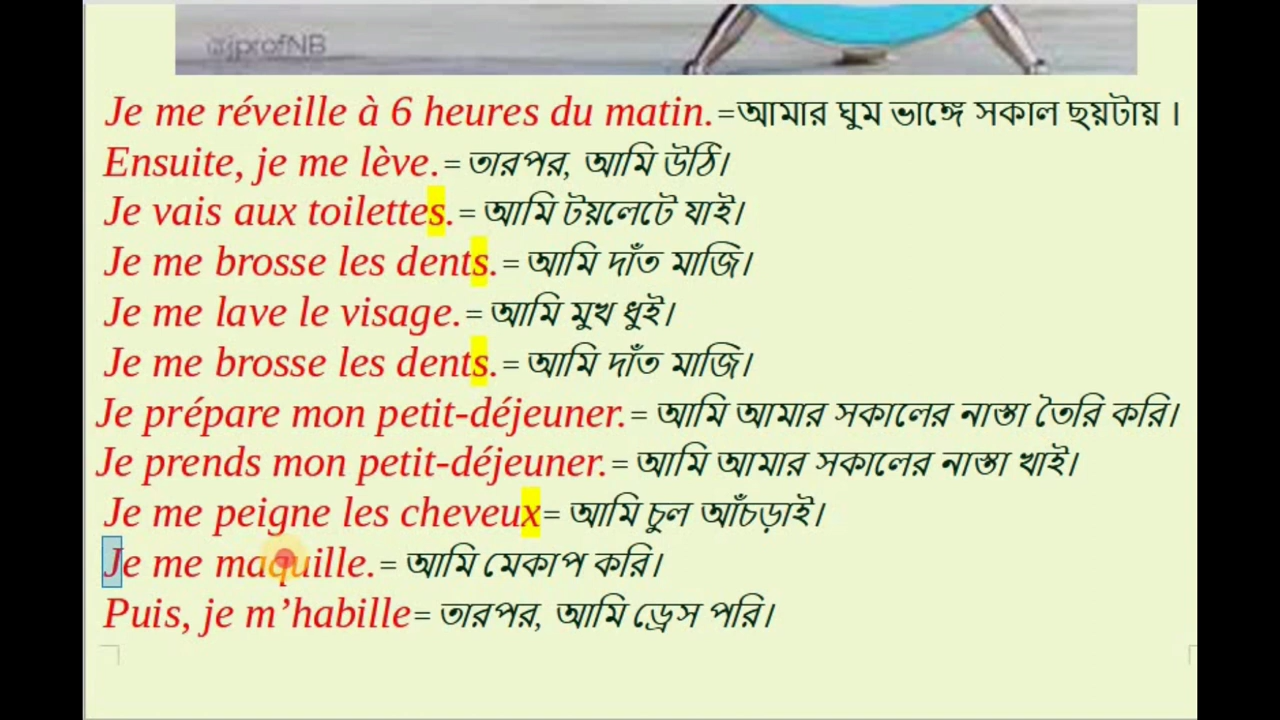 @jprofNB
Je me réveille à 6 heures du matin.=আমার ঘুম ভাঙ্গে সকাল ছয়টায় ।
Ensuite, je me lève.= তারপর, আমি উঠি।
Je vais aux toilettes.= আমি টয়লেটে যাই।
Je me brosse les dents.= আমি দাঁত মাজি।
Je me lave le visage.= আমি মুখ ধুই।
Je me brosse les dents.= আমি দাঁত মাজি।
Je prépare mon petit-déjeuner.= আমি আমার সকালের নাস্তা তৈরি করি।
Je prends mon petit-déjeuner.= আমি আমার সকালের নাস্তা খাই।
Je me peigne les cheveux= আমি চুল আঁচড়াই।
Je me maquille.= আমি মেকাপ করি।
Puis, je m’habille= তারপর, আমি ড্রেস পরি।